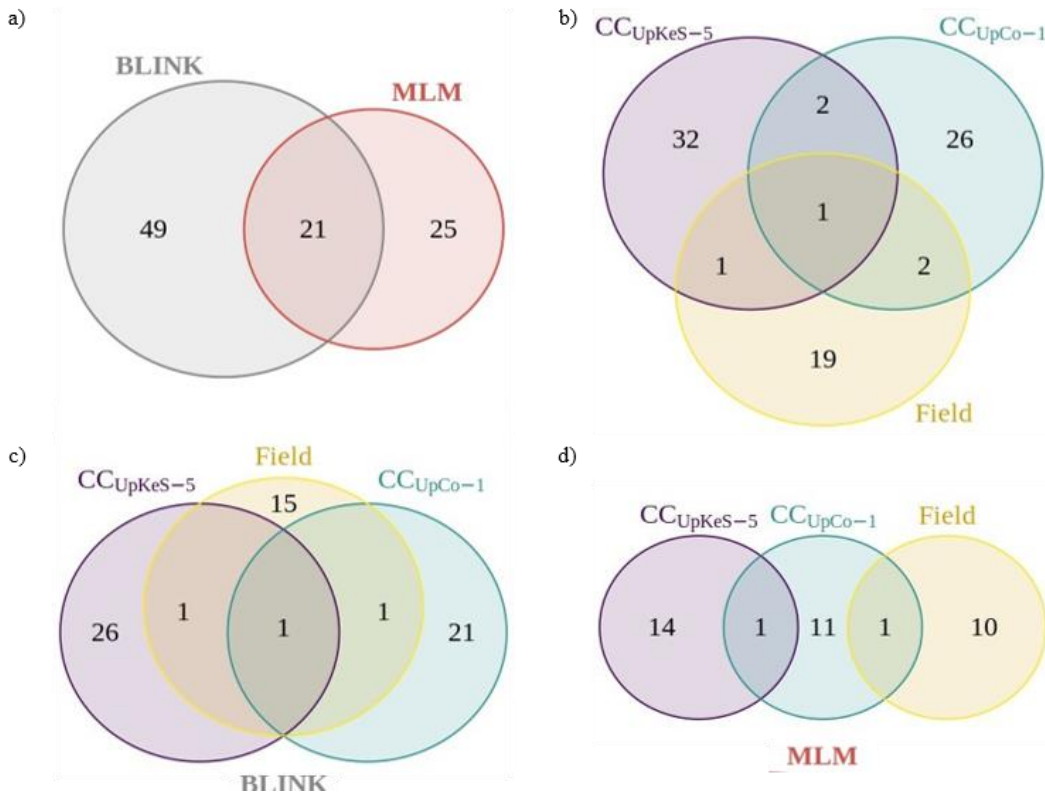 a)
BLINK
MLM
49
21
25
b)
CCUpKeS−5
CCUpCo−1
2
32
26
1
1
2
19
Field
c)
Field
CCUpKeS−5
CCUpCo−1
15
26
1
1
1
21
BLINK
d)
CCUpKeS−5
CCUpCo−1
Field
14
1
11
1
10
MLM